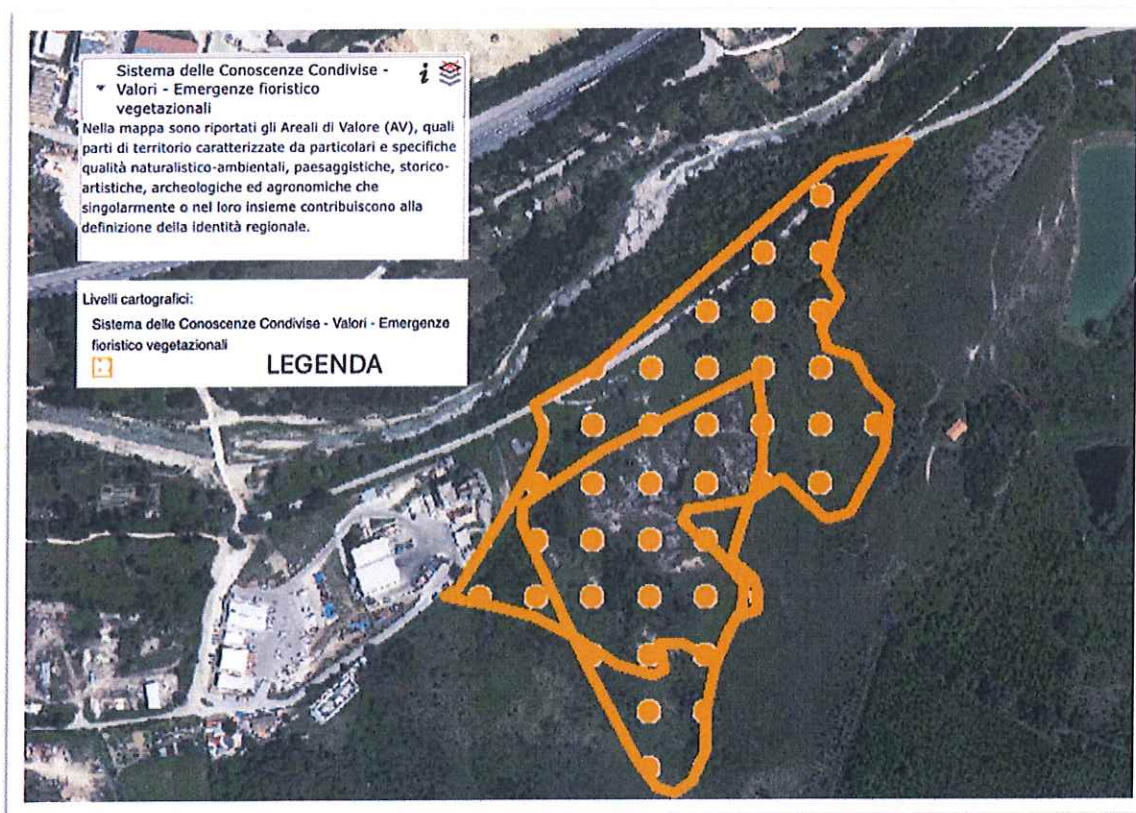 Sistema delle Conoscenze Condivise -
Valori - Emergenze floristico
vegetazionali
Nella mappa sono riportati gli Areali di Valore (AV), quali
parti di territorio caratterizzate da particolari e specifiche
qualità naturalistico-ambientali, paesaggistiche, storico-
artistiche, archeologiche ed agronomiche che
singolarmente o nel loro insieme contribuiscono alla
definizione della identità regionale.
Livelli cartografici:
Sistema delle Conoscenze Condivise - Valori - Emergenze
floristico vegetazionali
LEGENDA